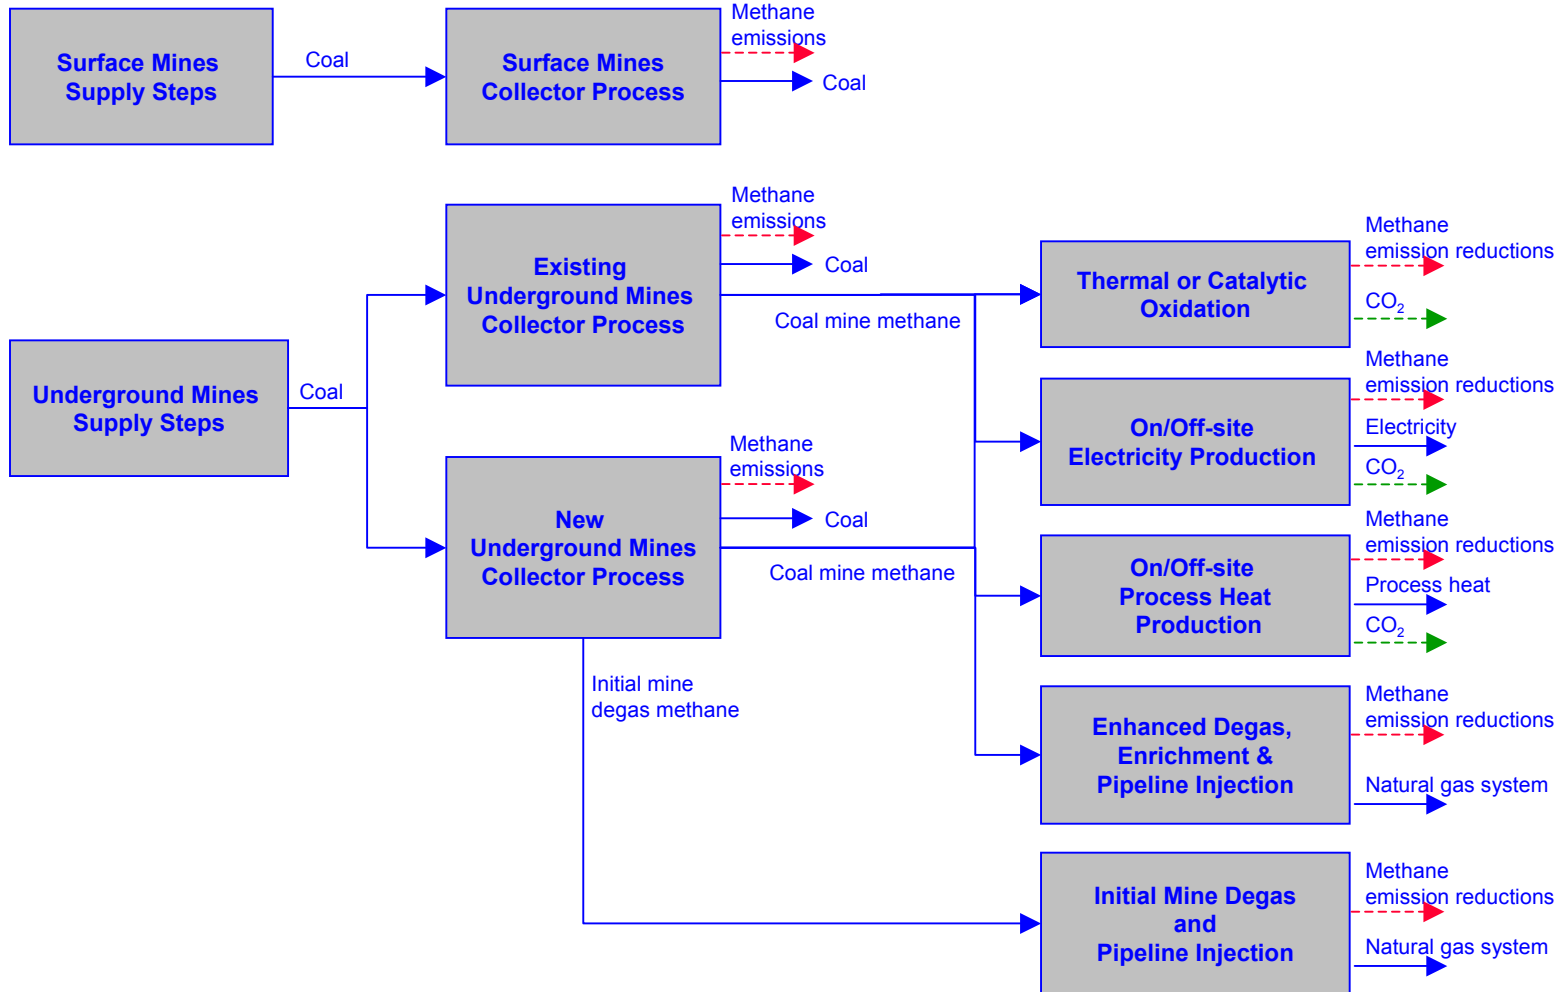 Surface Mines
Supply Steps
Coal
Surface Mines
Collector Process
Methane
emissions
Coal
Underground Mines
Supply Steps
Coal
Existing
Underground Mines
Collector Process
Methane
emissions
Coal
Coal mine methane
New
Underground Mines
Collector Process
Methane
emissions
Coal
Coal mine methane
Initial mine
degas methane
Thermal or Catalytic
Oxidation
Methane
emission reductions
CO₂
On/Off-site
Electricity Production
Methane
emission reductions
Electricity
CO₂
On/Off-site
Process Heat
Production
Methane
emission reductions
Process heat
CO₂
Enhanced Degas,
Enrichment &
Pipeline Injection
Methane
emission reductions
Natural gas system
Initial Mine Degas
and
Pipeline Injection
Methane
emission reductions
Natural gas system